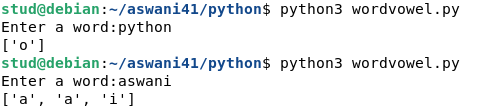 stud@debian:~/aswani41/python$ python3 wordvowel.py
Enter a word:python
['o']
stud@debian:~/aswani41/python$ python3 wordvowel.py
Enter a word:aswani
['a', 'a', 'i']